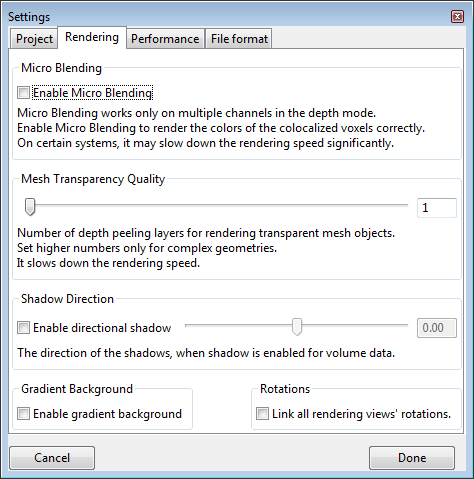 Settings
Project Rendering Performance File format
Micro Blending
Enable Micro Blending
Micro Blending works only on multiple channels in the depth mode.
Enable Micro Blending to render the colors of the colocalized voxels correctly.
On certain systems, it may slow down the rendering speed significantly.
Mesh Transparency Quality
1
Number of depth peeling layers for rendering transparent mesh objects.
Set higher numbers only for complex geometries.
It slows down the rendering speed.
Shadow Direction
Enable directional shadow 0.00
The direction of the shadows, when shadow is enabled for volume data.
Gradient Background Rotations
Enable gradient background Link all rendering views' rotations.
Cancel Done